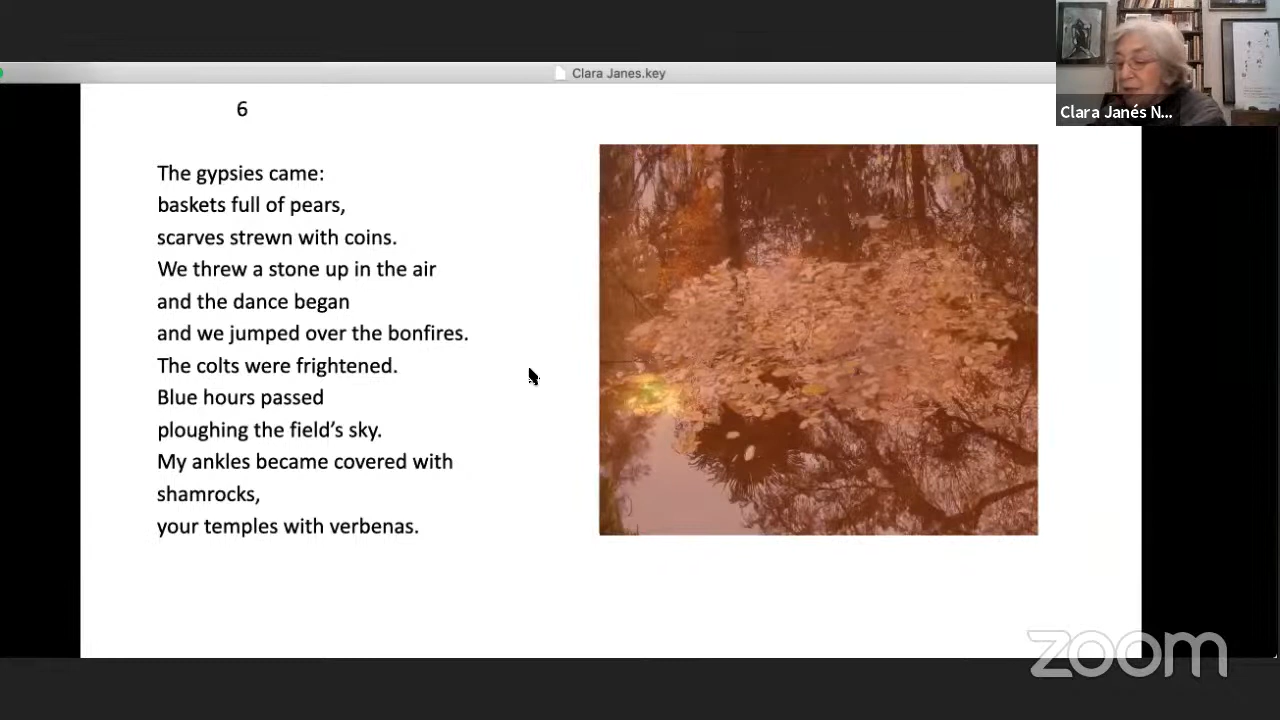 Clara Janes.key
Clara Janés N...
6
The gypsies came:
baskets full of pears,
scarves strewn with coins.
We threw a stone up in the air
and the dance began
and we jumped over the bonfires.
The colts were frightened.
Blue hours passed
ploughing the field’s sky.
My ankles became covered with
shamrocks,
your temples with verbenas.
zoom